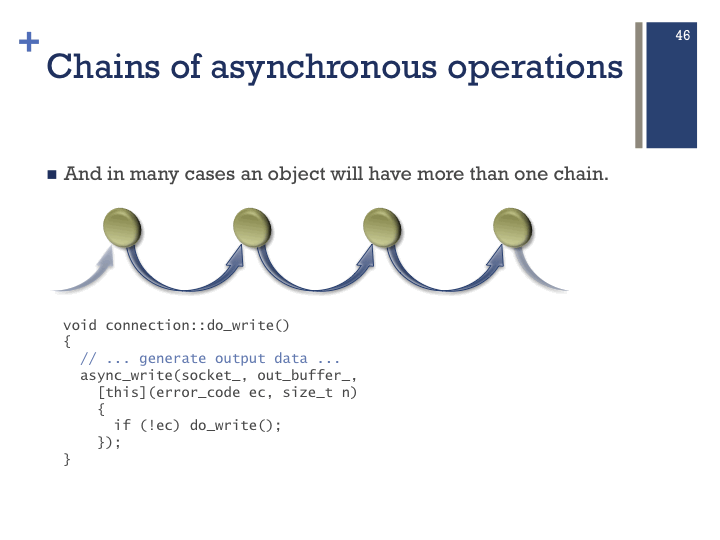 46
+
Chains of asynchronous operations
■ And in many cases an object will have more than one chain.
void connection::do_write()
{
  // ... generate output data ...
  async_write(socket_, out_buffer_,
    [this](error_code ec, size_t n)
    {
      if (!ec) do_write();
    });
}